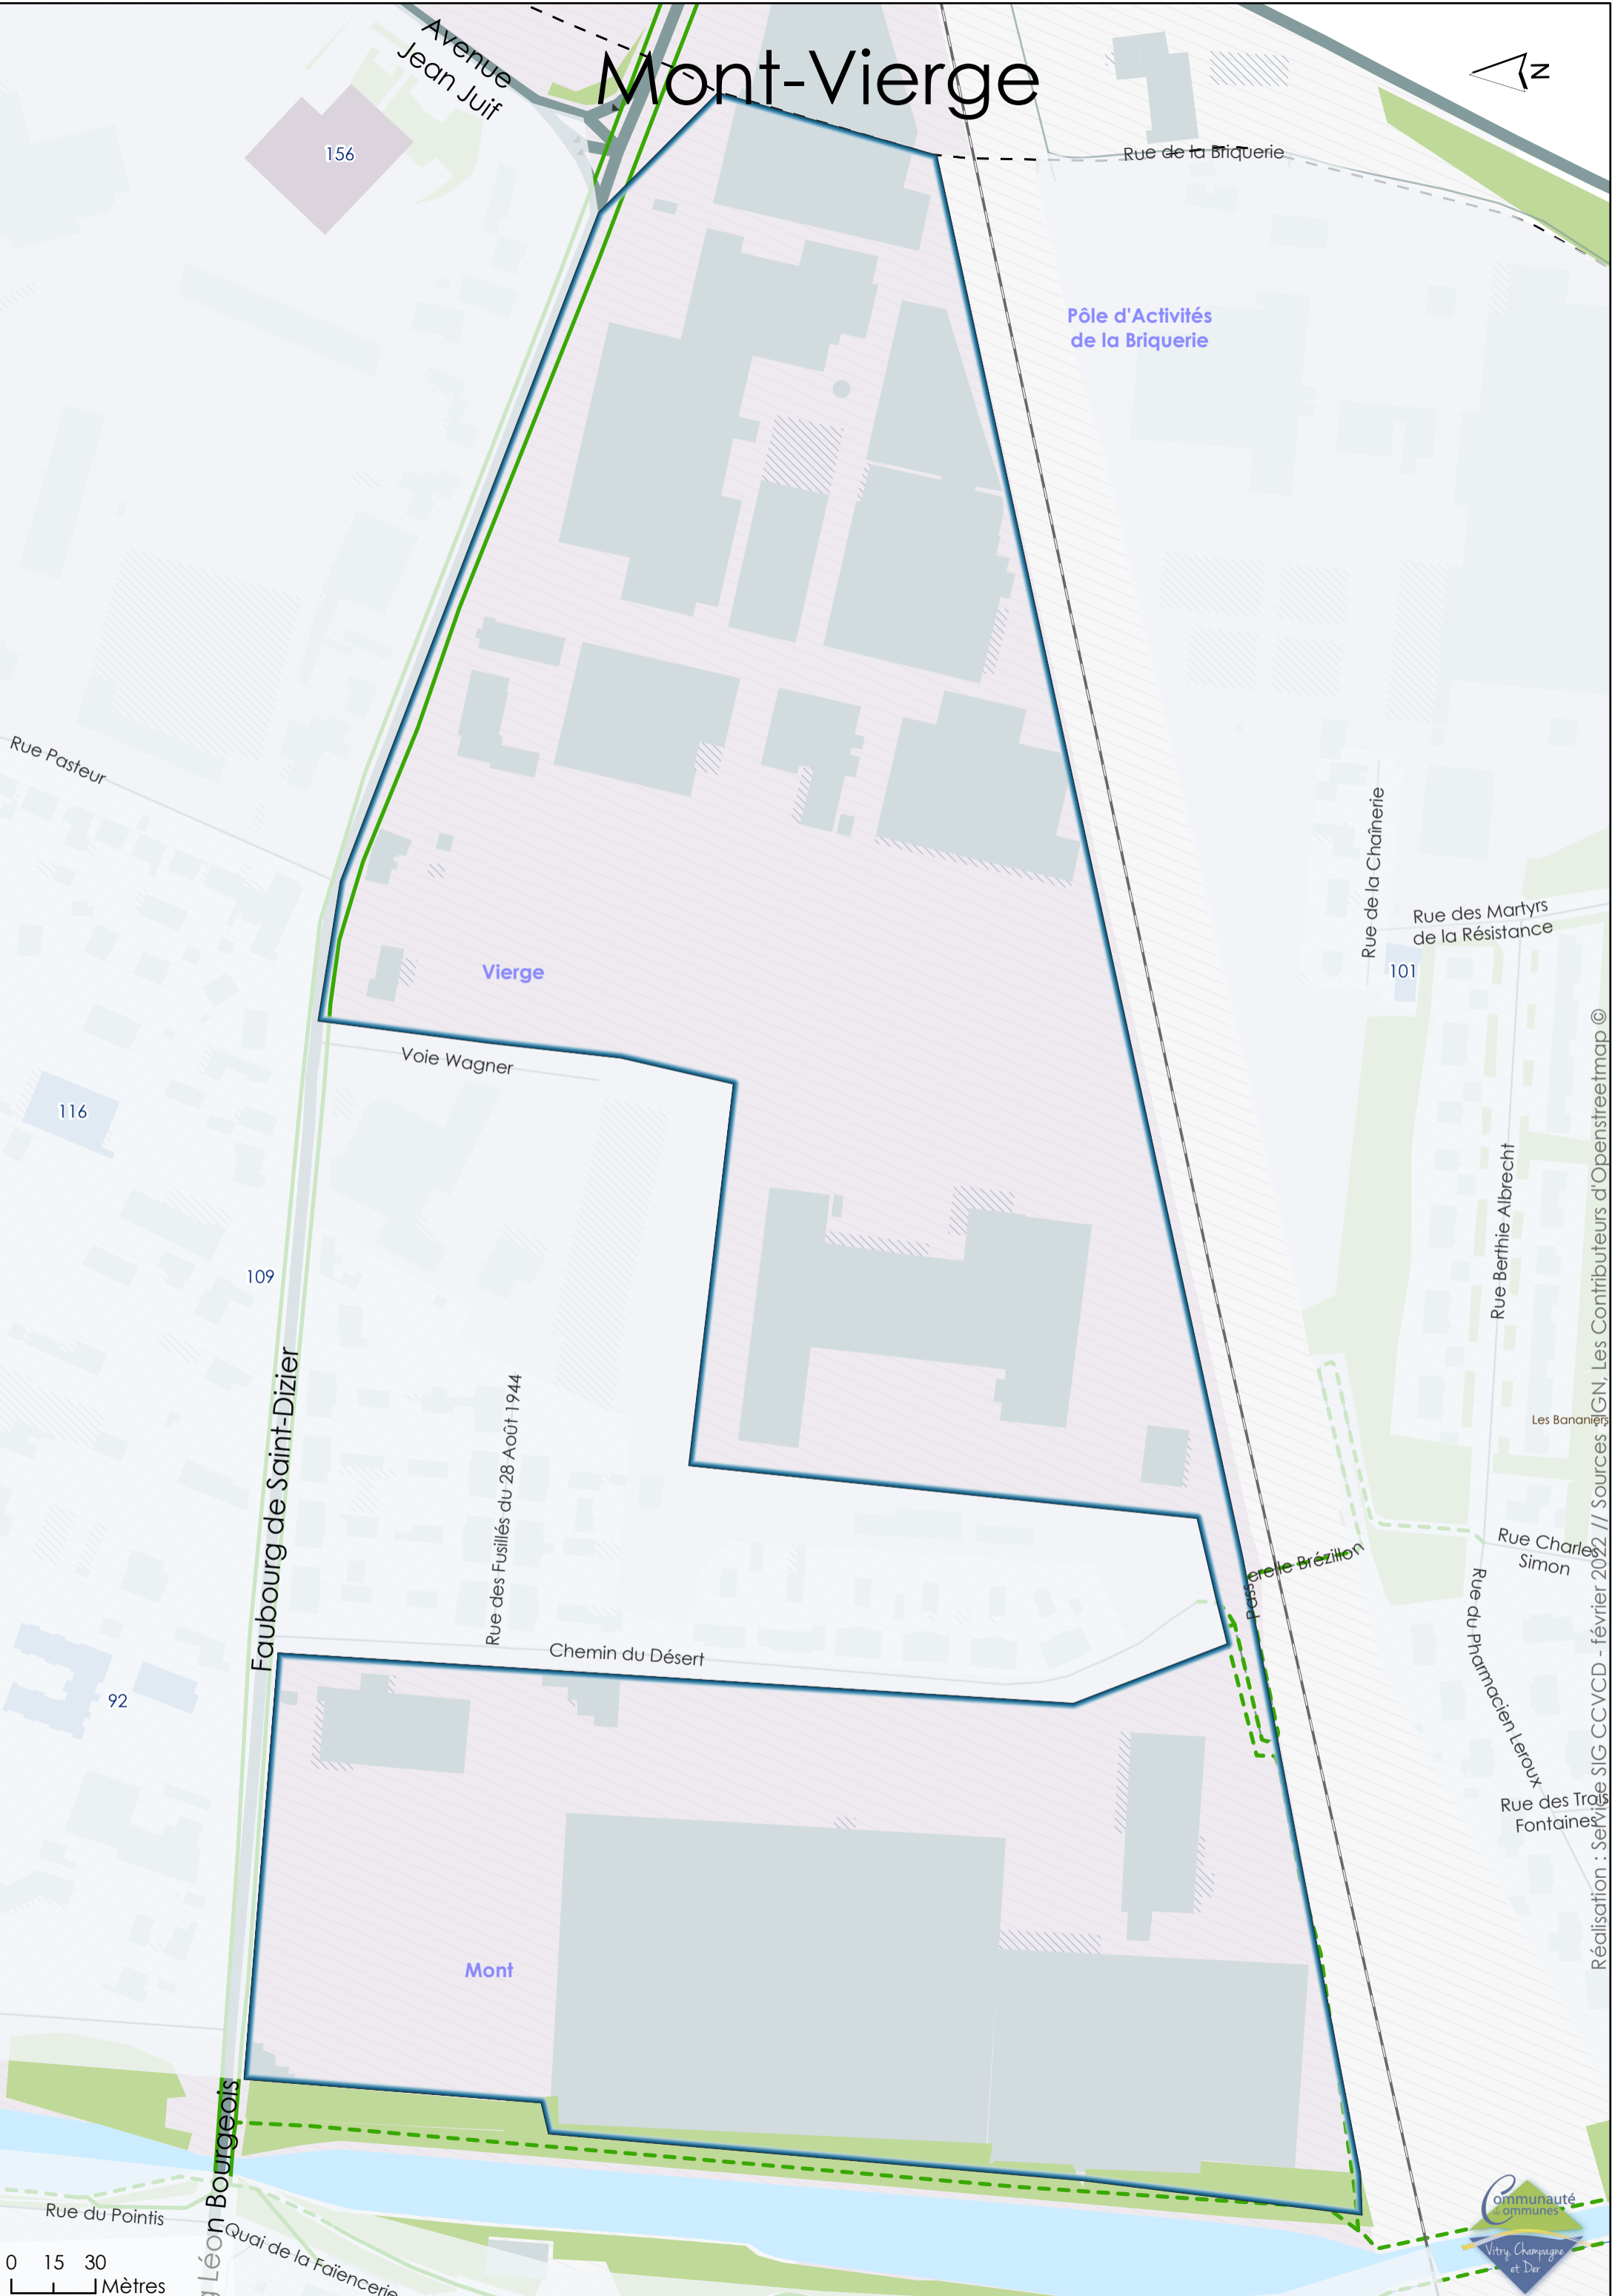 Mont-Vierge
Avenue
Jean Juif
N
156
Rue de la Briquerie
Pôle d'Activités
de la Briquerie
Rue Pasteur
Rue de la Chaînerie
Rue des Martyrs
de la Résistance
101
Vierge
Voie Wagner
116
Rue Berthie Albrecht
109
Faubourg de Saint-Dizier
Rue des Fusillés du 28 Août 1944
Les Bananiers
Rue Charles
Simon
Passerelle Brézillon
Chemin du Désert
92
Rue du Pharmacien Leroux
Rue des Trois
Fontaines
Mont
Réalisation : Service SIG CCVCD - février 2022 // Sources : IGN, Les Contributeurs d'Openstreetmap ©
g Léon Bourgeois
Rue du Pointis
Quai de la Faïencerie
0 15 30
Mètres
Communauté
de
ommunes
Vitry, Champagne
et Der